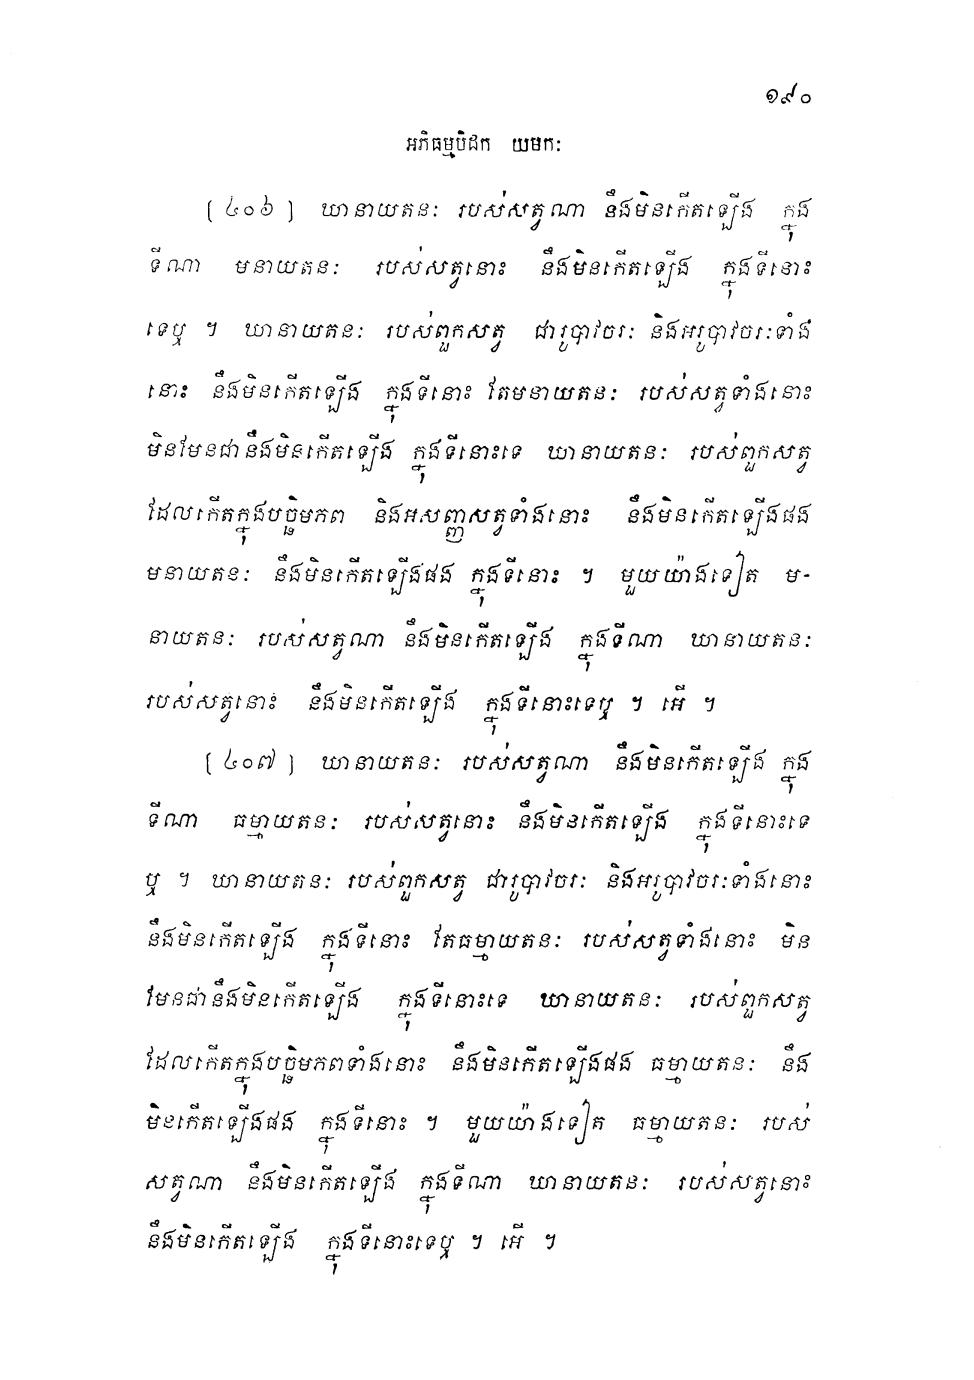 ១៩០
អភិធម្មបិដក យមកៈ
(៤០៦) ឃានាយតនៈ របស់សត្វណា នឹងមិនកើតឡើង ក្នុង
ទីណា មនាយតនៈ របស់សត្វនោះ នឹងមិនកើតឡើង ក្នុងទីនោះ
ទេឬ ។ ឃានាយតនៈ របស់ពួកសត្វ ជារូបាវចរៈ និងអរូបាវចរៈទាំង
នោះ នឹងមិនកើតឡើង ក្នុងទីនោះ តែមនាយតនៈ របស់សត្វទាំងនោះ
មិនមែនជានឹងមិនកើតឡើង ក្នុងទីនោះទេ ឃានាយតនៈ របស់ពួកសត្វ
ដែលកើតក្នុងបច្ឆិមភព និងអសញ្ញសត្វទាំងនោះ នឹងមិនកើតឡើងផង
មនាយតនៈ នឹងមិនកើតឡើងផង ក្នុងទីនោះ ។ មួយយ៉ាងទៀត ម-
នាយតនៈ របស់សត្វណា នឹងមិនកើតឡើង ក្នុងទីណា ឃានាយតនៈ
របស់សត្វនោះ នឹងមិនកើតឡើង ក្នុងទីនោះទេឬ ។ អើ ។
(៤០៧) ឃានាយតនៈ របស់សត្វណា នឹងមិនកើតឡើង ក្នុង
ទីណា ធម្មាយតនៈ របស់សត្វនោះ នឹងមិនកើតឡើង ក្នុងទីនោះទេ
ឬ ។ ឃានាយតនៈ របស់ពួកសត្វ ជារូបាវចរៈ និងអរូបាវចរៈទាំងនោះ
នឹងមិនកើតឡើង ក្នុងទីនោះ តែធម្មាយតនៈ របស់សត្វទាំងនោះ មិន
មែនជានឹងមិនកើតឡើង ក្នុងទីនោះទេ ឃានាយតនៈ របស់ពួកសត្វ
ដែលកើតក្នុងបច្ឆិមភពទាំងនោះ នឹងមិនកើតឡើងផង ធម្មាយតនៈ នឹង
មិនកើតឡើងផង ក្នុងទីនោះ ។ មួយយ៉ាងទៀត ធម្មាយតនៈ របស់
សត្វណា នឹងមិនកើតឡើង ក្នុងទីណា ឃានាយតនៈ របស់សត្វនោះ
នឹងមិនកើតឡើង ក្នុងទីនោះទេឬ ។ អើ ។